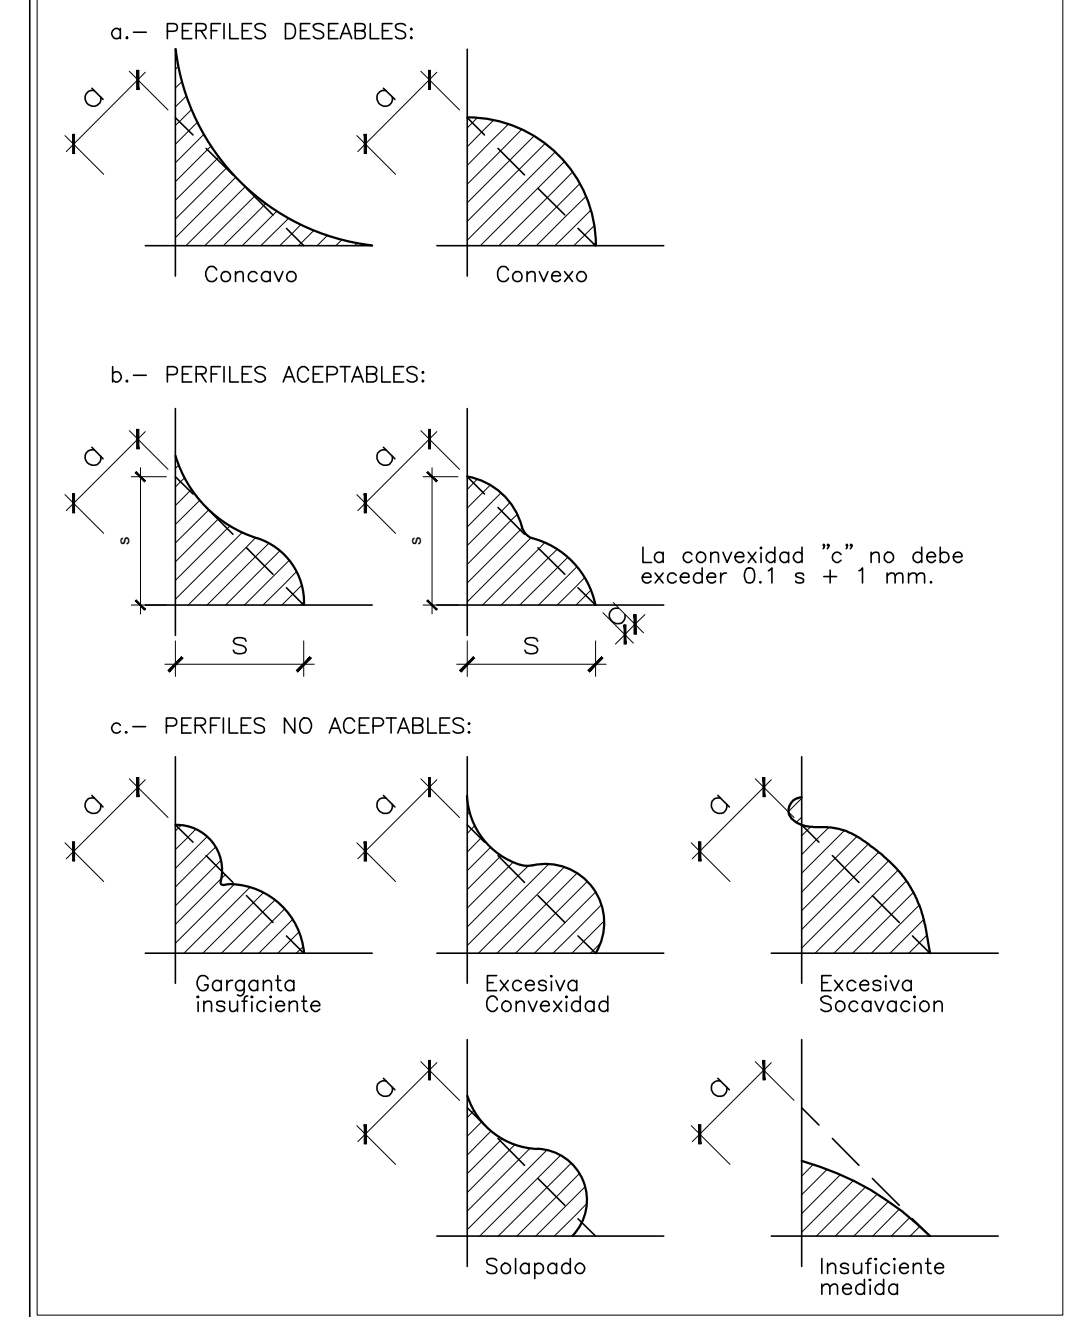 a.- PERFILES DESEABLES:
a
a
Concavo
Convexo
b.- PERFILES ACEPTABLES:
a
a
s
s
La convexidad "c" no debe
exceder 0.1 s + 1 mm.
a
S
S
c.- PERFILES NO ACEPTABLES:
a
a
a
Garganta
insuficiente
Excesiva
Convexidad
Excesiva
Socavacion
a
a
Solapado
Insuficiente
medida